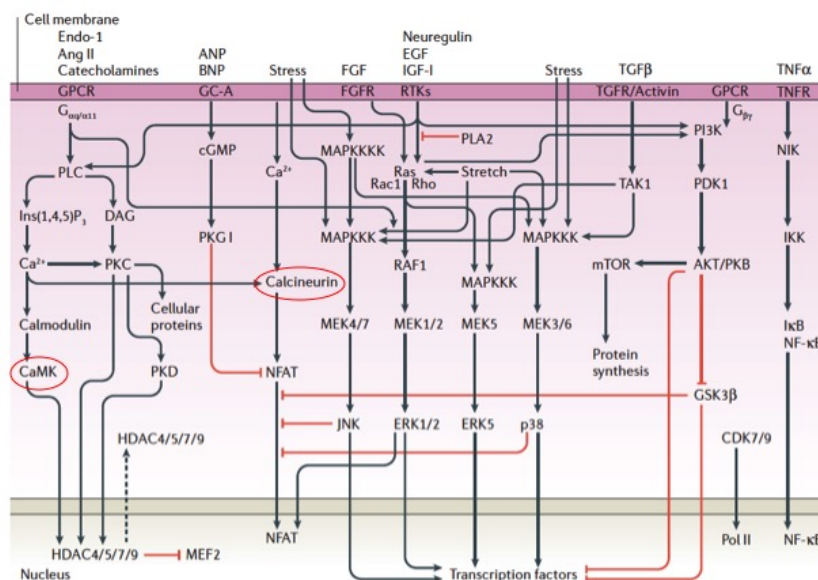 Cell membrane
Endo-1
Ang II
Catecholamines
GPCR
Gαq/α11
PLC
Ins(1,4,5)P3
DAG
Ca2+
PKC
Cellular
proteins
Calmodulin
CaMK
PKD
HDAC4/5/7/9
HDAC4/5/7/9
MEF2
Nucleus
ANP
BNP
GC-A
cGMP
PKG I
Stress
Ca2+
Calcineurin
NFAT
NFAT
FGF
FGFR
MAPKKKK
MAPKKK
MEK4/7
JNK
Neuregulin
EGF
IGF-I
RTKs
PLA2
Ras
Rac1 Rho
Stretch
RAF1
MEK1/2
ERK1/2
MAPKKK
MEK5
ERK5
Stress
MAPKKK
MEK3/6
p38
Transcription factors
TGFβ
TGFR/Activin
TAK1
mTOR
Protein
synthesis
GPCR
Gβγ
PI3K
PDK1
AKT/PKB
GSK3β
CDK7/9
Pol II
TNFα
TNFR
NIK
IKK
IκB
NF-κB
NF-κB